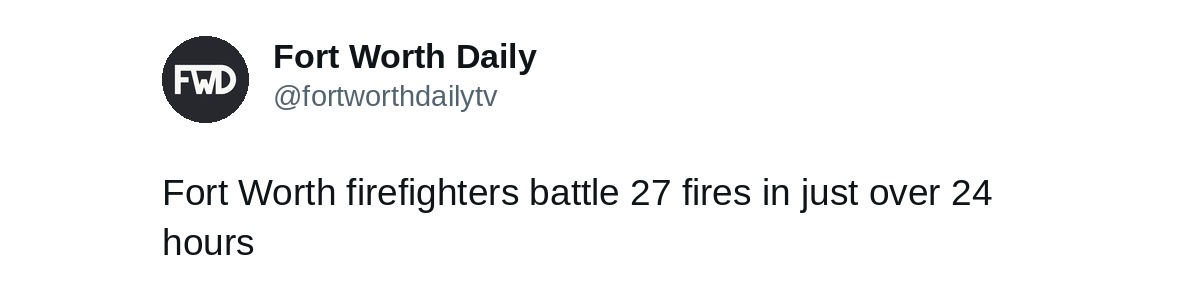 FWD
Fort Worth Daily
@fortworthdailytv
Fort Worth firefighters battle 27 fires in just over 24
hours